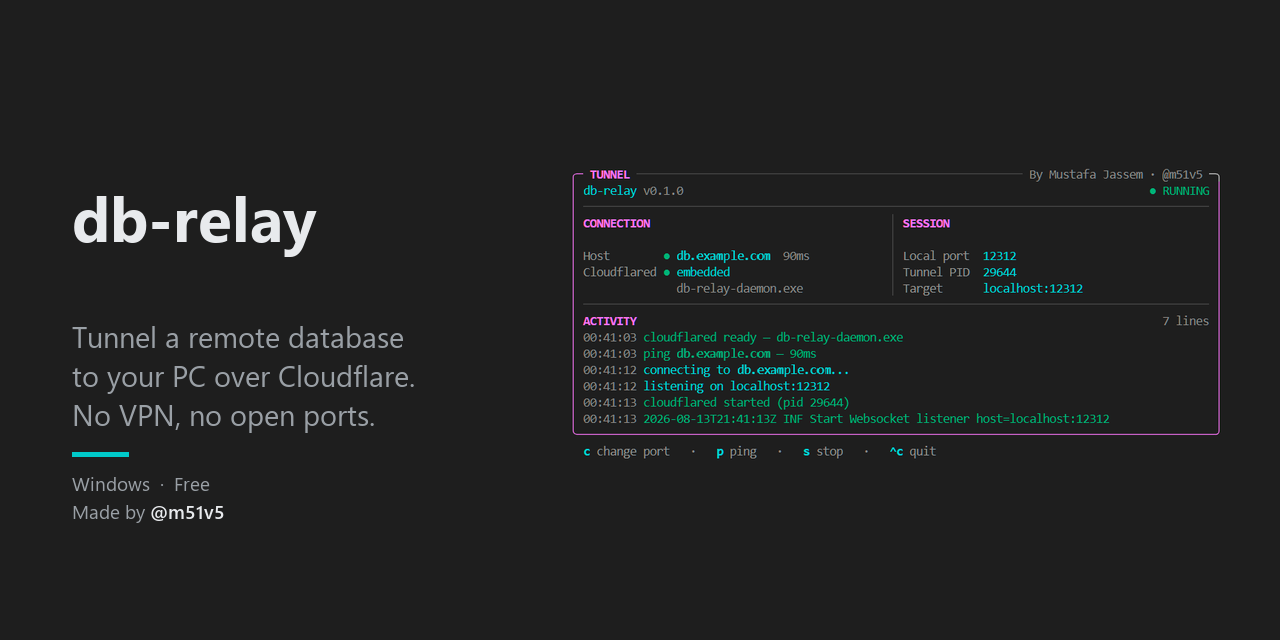 db-relay
Tunnel a remote database
to your PC over Cloudflare.
No VPN, no open ports.
Windows · Free
Made by @m51v5
TUNNEL By Mustafa Jassem · @m51v5
db-relay v0.1.0 ● RUNNING
CONNECTION SESSION
Host ● db.example.com 90ms Local port 12312
Cloudflared ● embedded Tunnel PID 29644
db-relay-daemon.exe Target localhost:12312
ACTIVITY 7 lines
00:41:03 cloudflared ready — db-relay-daemon.exe
00:41:03 ping db.example.com — 90ms
00:41:12 connecting to db.example.com...
00:41:12 listening on localhost:12312
00:41:13 cloudflared started (pid 29644)
00:41:13 2026-08-13T21:41:13Z INF Start Websocket listener host=localhost:12312
c change port · p ping · s stop · ^c quit